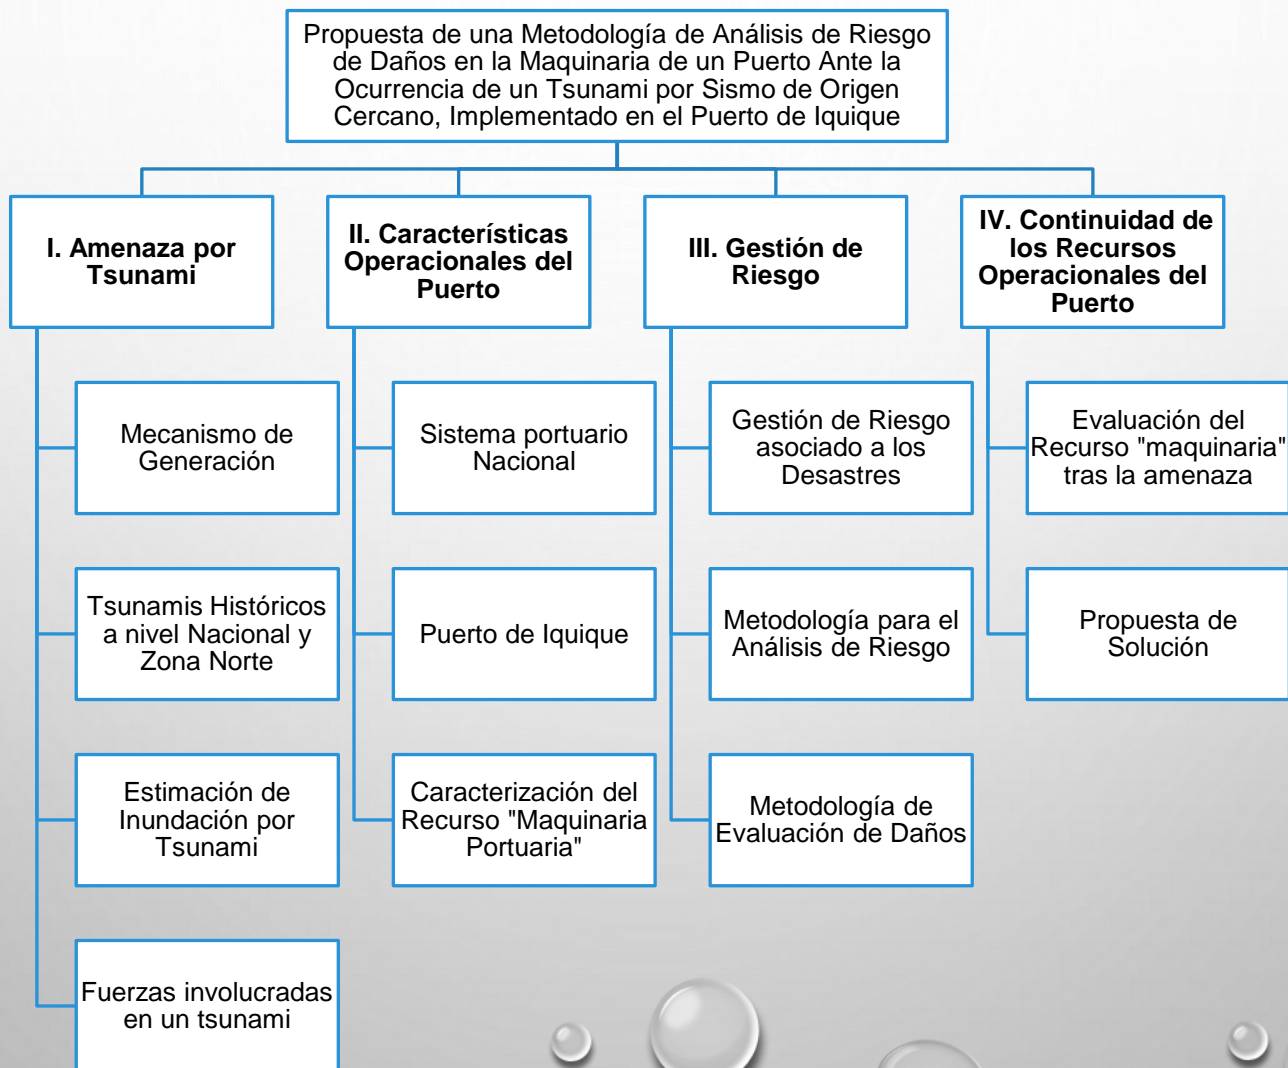 Propuesta de una Metodología de Análisis de Riesgo
de Daños en la Maquinaria de un Puerto Ante la
Ocurrencia de un Tsunami por Sismo de Origen
Cercano, Implementado en el Puerto de Iquique
I. Amenaza por
Tsunami
Mecanismo de
Generación
Tsunamis Históricos
a nivel Nacional y
Zona Norte
Estimación de
Inundación por
Tsunami
Fuerzas involucradas
en un tsunami
II. Características
Operacionales del
Puerto
Sistema portuario
Nacional
Puerto de Iquique
Caracterización del
Recurso "Maquinaria
Portuaria"
III. Gestión de
Riesgo
Gestión de Riesgo
asociado a los
Desastres
Metodología para el
Análisis de Riesgo
Metodología de
Evaluación de Daños
IV. Continuidad de
los Recursos
Operacionales del
Puerto
Evaluación del
Recurso "maquinaria"
tras la amenaza
Propuesta de
Solución